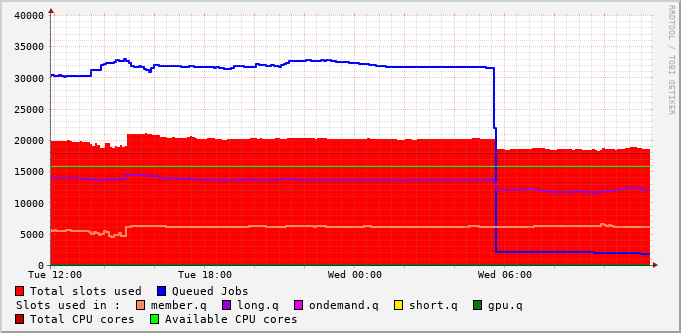 RRDTOOL / TOBI OETIKER
40000
35000
30000
25000
20000
15000
10000
5000
0
Tue 12:00 Tue 18:00 Wed 00:00 Wed 06:00
Total slots used Queued Jobs
Slots used in : member.q long.q ondemand.q short.q gpu.q
Total CPU cores Available CPU cores